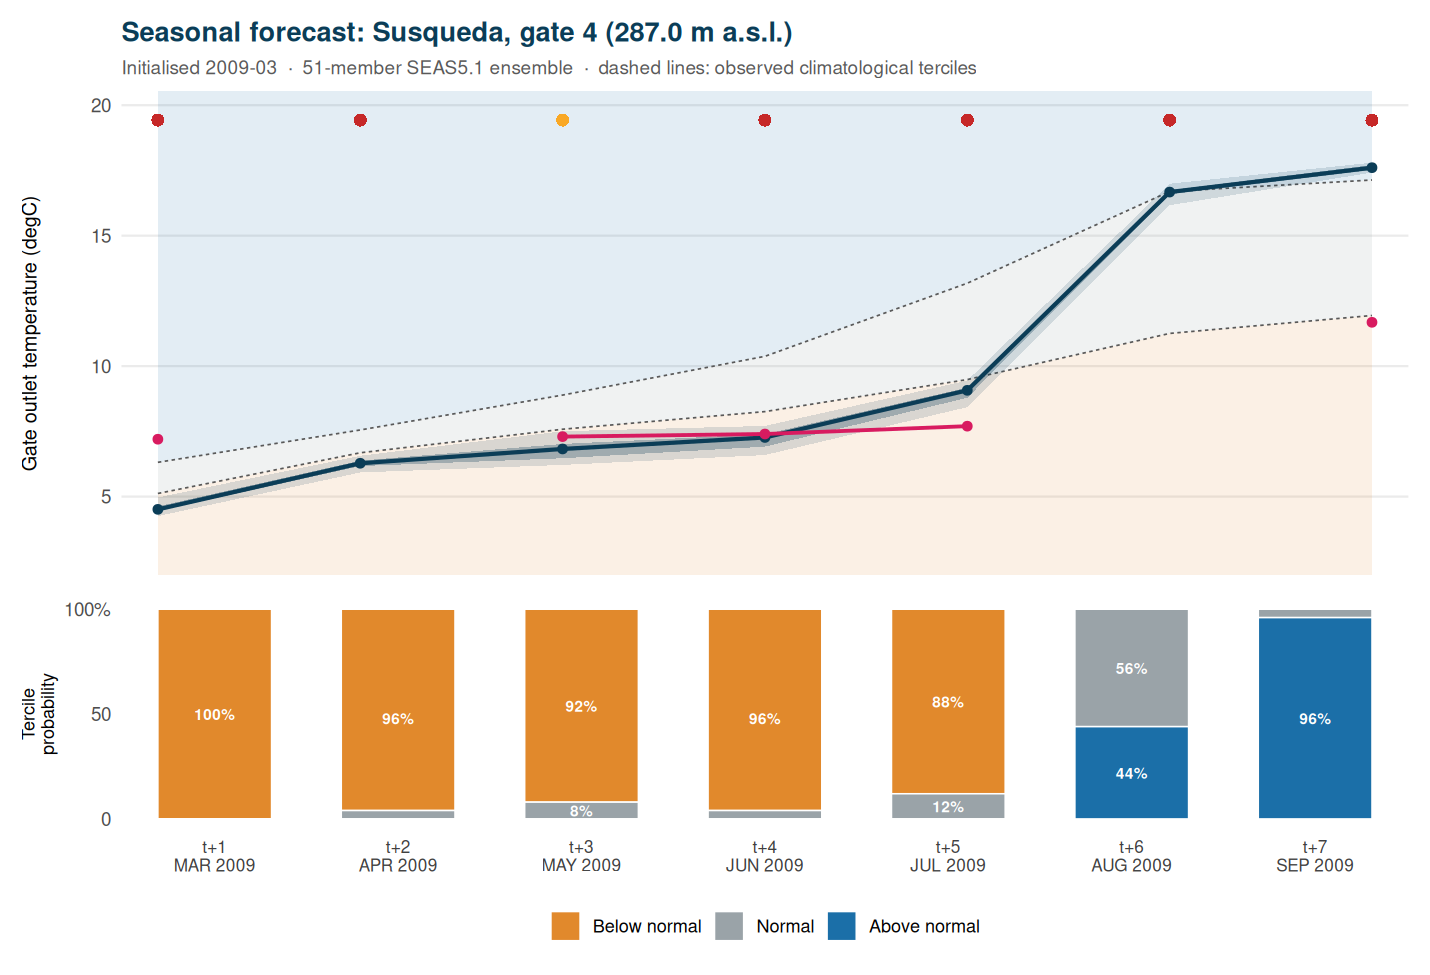 Seasonal forecast: Susqueda, gate 4 (287.0 m a.s.l.)
Initialised 2009-03 · 51-member SEAS5.1 ensemble · dashed lines: observed climatological terciles
Gate outlet temperature (degC)
20
15
10
5
Tercile
probability
100%
50
0
100%
96%
92%
8%
96%
88%
12%
56%
44%
96%
t+1
MAR 2009
t+2
APR 2009
t+3
MAY 2009
t+4
JUN 2009
t+5
JUL 2009
t+6
AUG 2009
t+7
SEP 2009
Below normal
Normal
Above normal